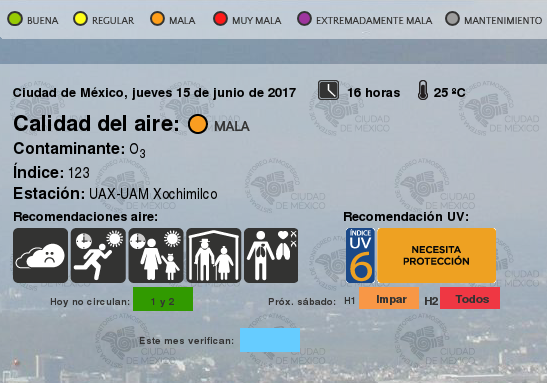 BUENA REGULAR MALA MUY MALA EXTREMADAMENTE MALA MANTENIMIENTO
Ciudad de México, jueves 15 de junio de 2017 16 horas 25 ºC
Calidad del aire: MALA
Contaminante: O3
Índice: 123
Estación: UAX-UAM Xochimilco
Recomendaciones aire: Recomendación UV:
ÍNDICE
UV
6
NECESITA
PROTECCIÓN
Hoy no circulan: 1 y 2 Próx. sábado: H1 Impar H2 Todos
Este mes verifican: